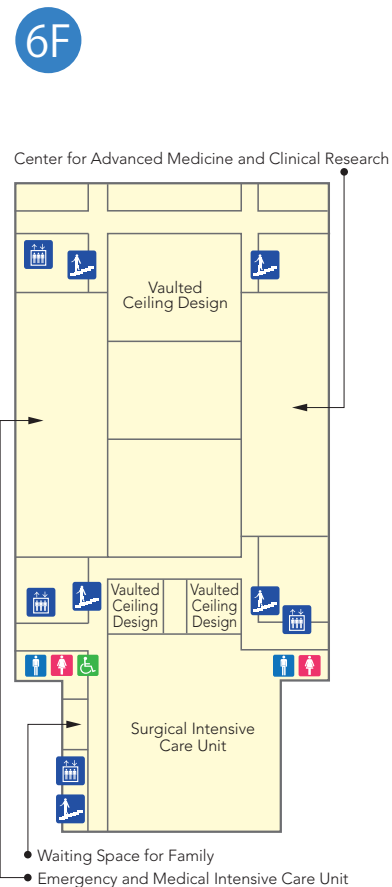 6F
Center for Advanced Medicine and Clinical Research
Vaulted
Ceiling Design
Vaulted
Ceiling
Design
Vaulted
Ceiling
Design
Surgical Intensive
Care Unit
Waiting Space for Family
Emergency and Medical Intensive Care Unit